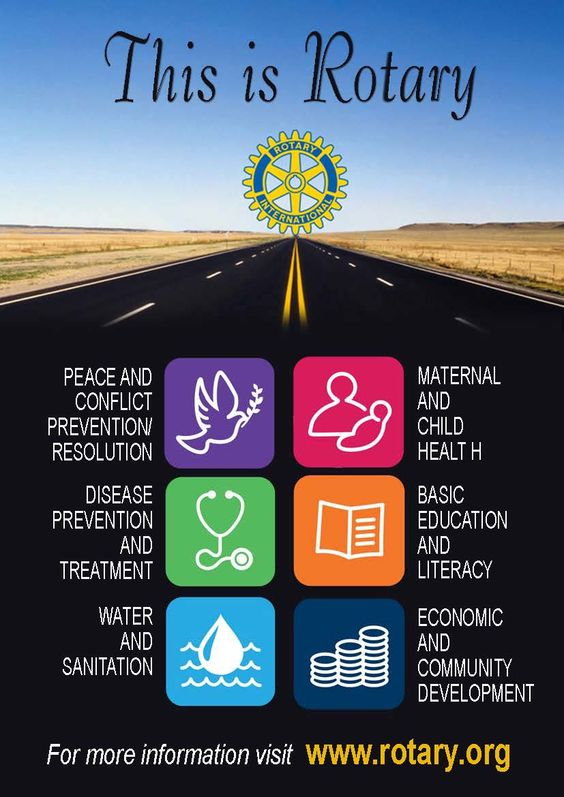 This is Rotary
ROTARY
INTERNATIONAL
PEACE AND
CONFLICT
PREVENTION/
RESOLUTION
MATERNAL
AND
CHILD
HEALT H
DISEASE
PREVENTION
AND
TREATMENT
BASIC
EDUCATION
AND
LITERACY
WATER
AND
SANITATION
ECONOMIC
AND
COMMUNITY
DEVELOPMENT
For more information visit www.rotary.org